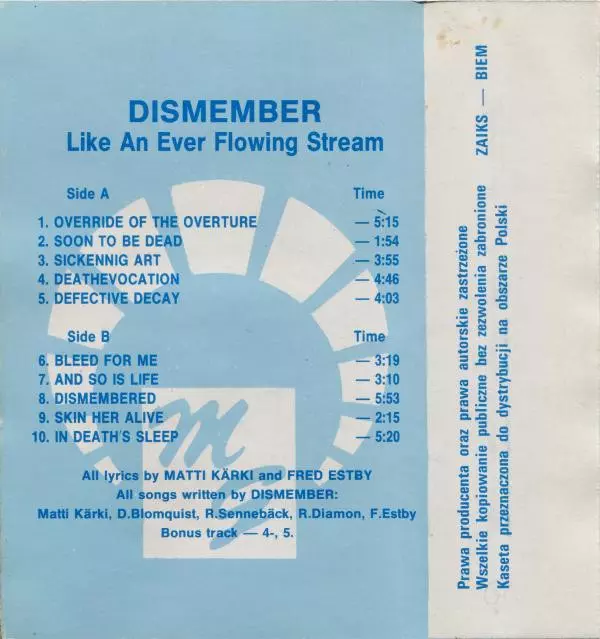 DISMEMBER
Like An Ever Flowing Stream
Side A Time
1. OVERRIDE OF THE OVERTURE — 5:15
2. SOON TO BE DEAD — 1:54
3. SICKENNIG ART — 3:55
4. DEATHEVOCATION — 4:46
5. DEFECTIVE DECAY — 4:03
Side B Time
6. BLEED FOR ME — 3:19
7. AND SO IS LIFE — 3:10
8. DISMEMBERED — 5:53
9. SKIN HER ALIVE — 2:15
10. IN DEATH'S SLEEP — 5:20
All lyrics by MATTI KÄRKI and FRED ESTBY
All songs written by DISMEMBER:
Matti Kärki, D.Blomquist, R.Sennebäck, R.Diamon, F.Estby
Bonus track — 4-, 5.
M
Prawa producenta oraz prawa autorskie zastrzeżone
Wszelkie kopiowanie publiczne bez zezwolenia zabronione ZAIKS — BIEM
Kaseta przeznaczona do dystrybucji na obszarze Polski